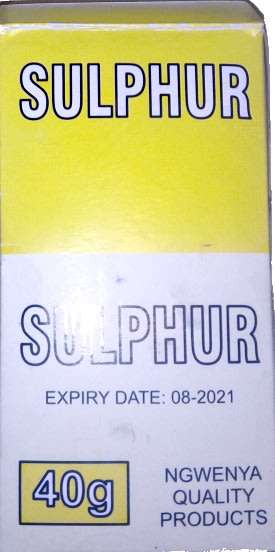 SULPHUR
SULPHUR
EXPIRY DATE: 08-2021
40g
NGWENYA
QUALITY
PRODUCTS